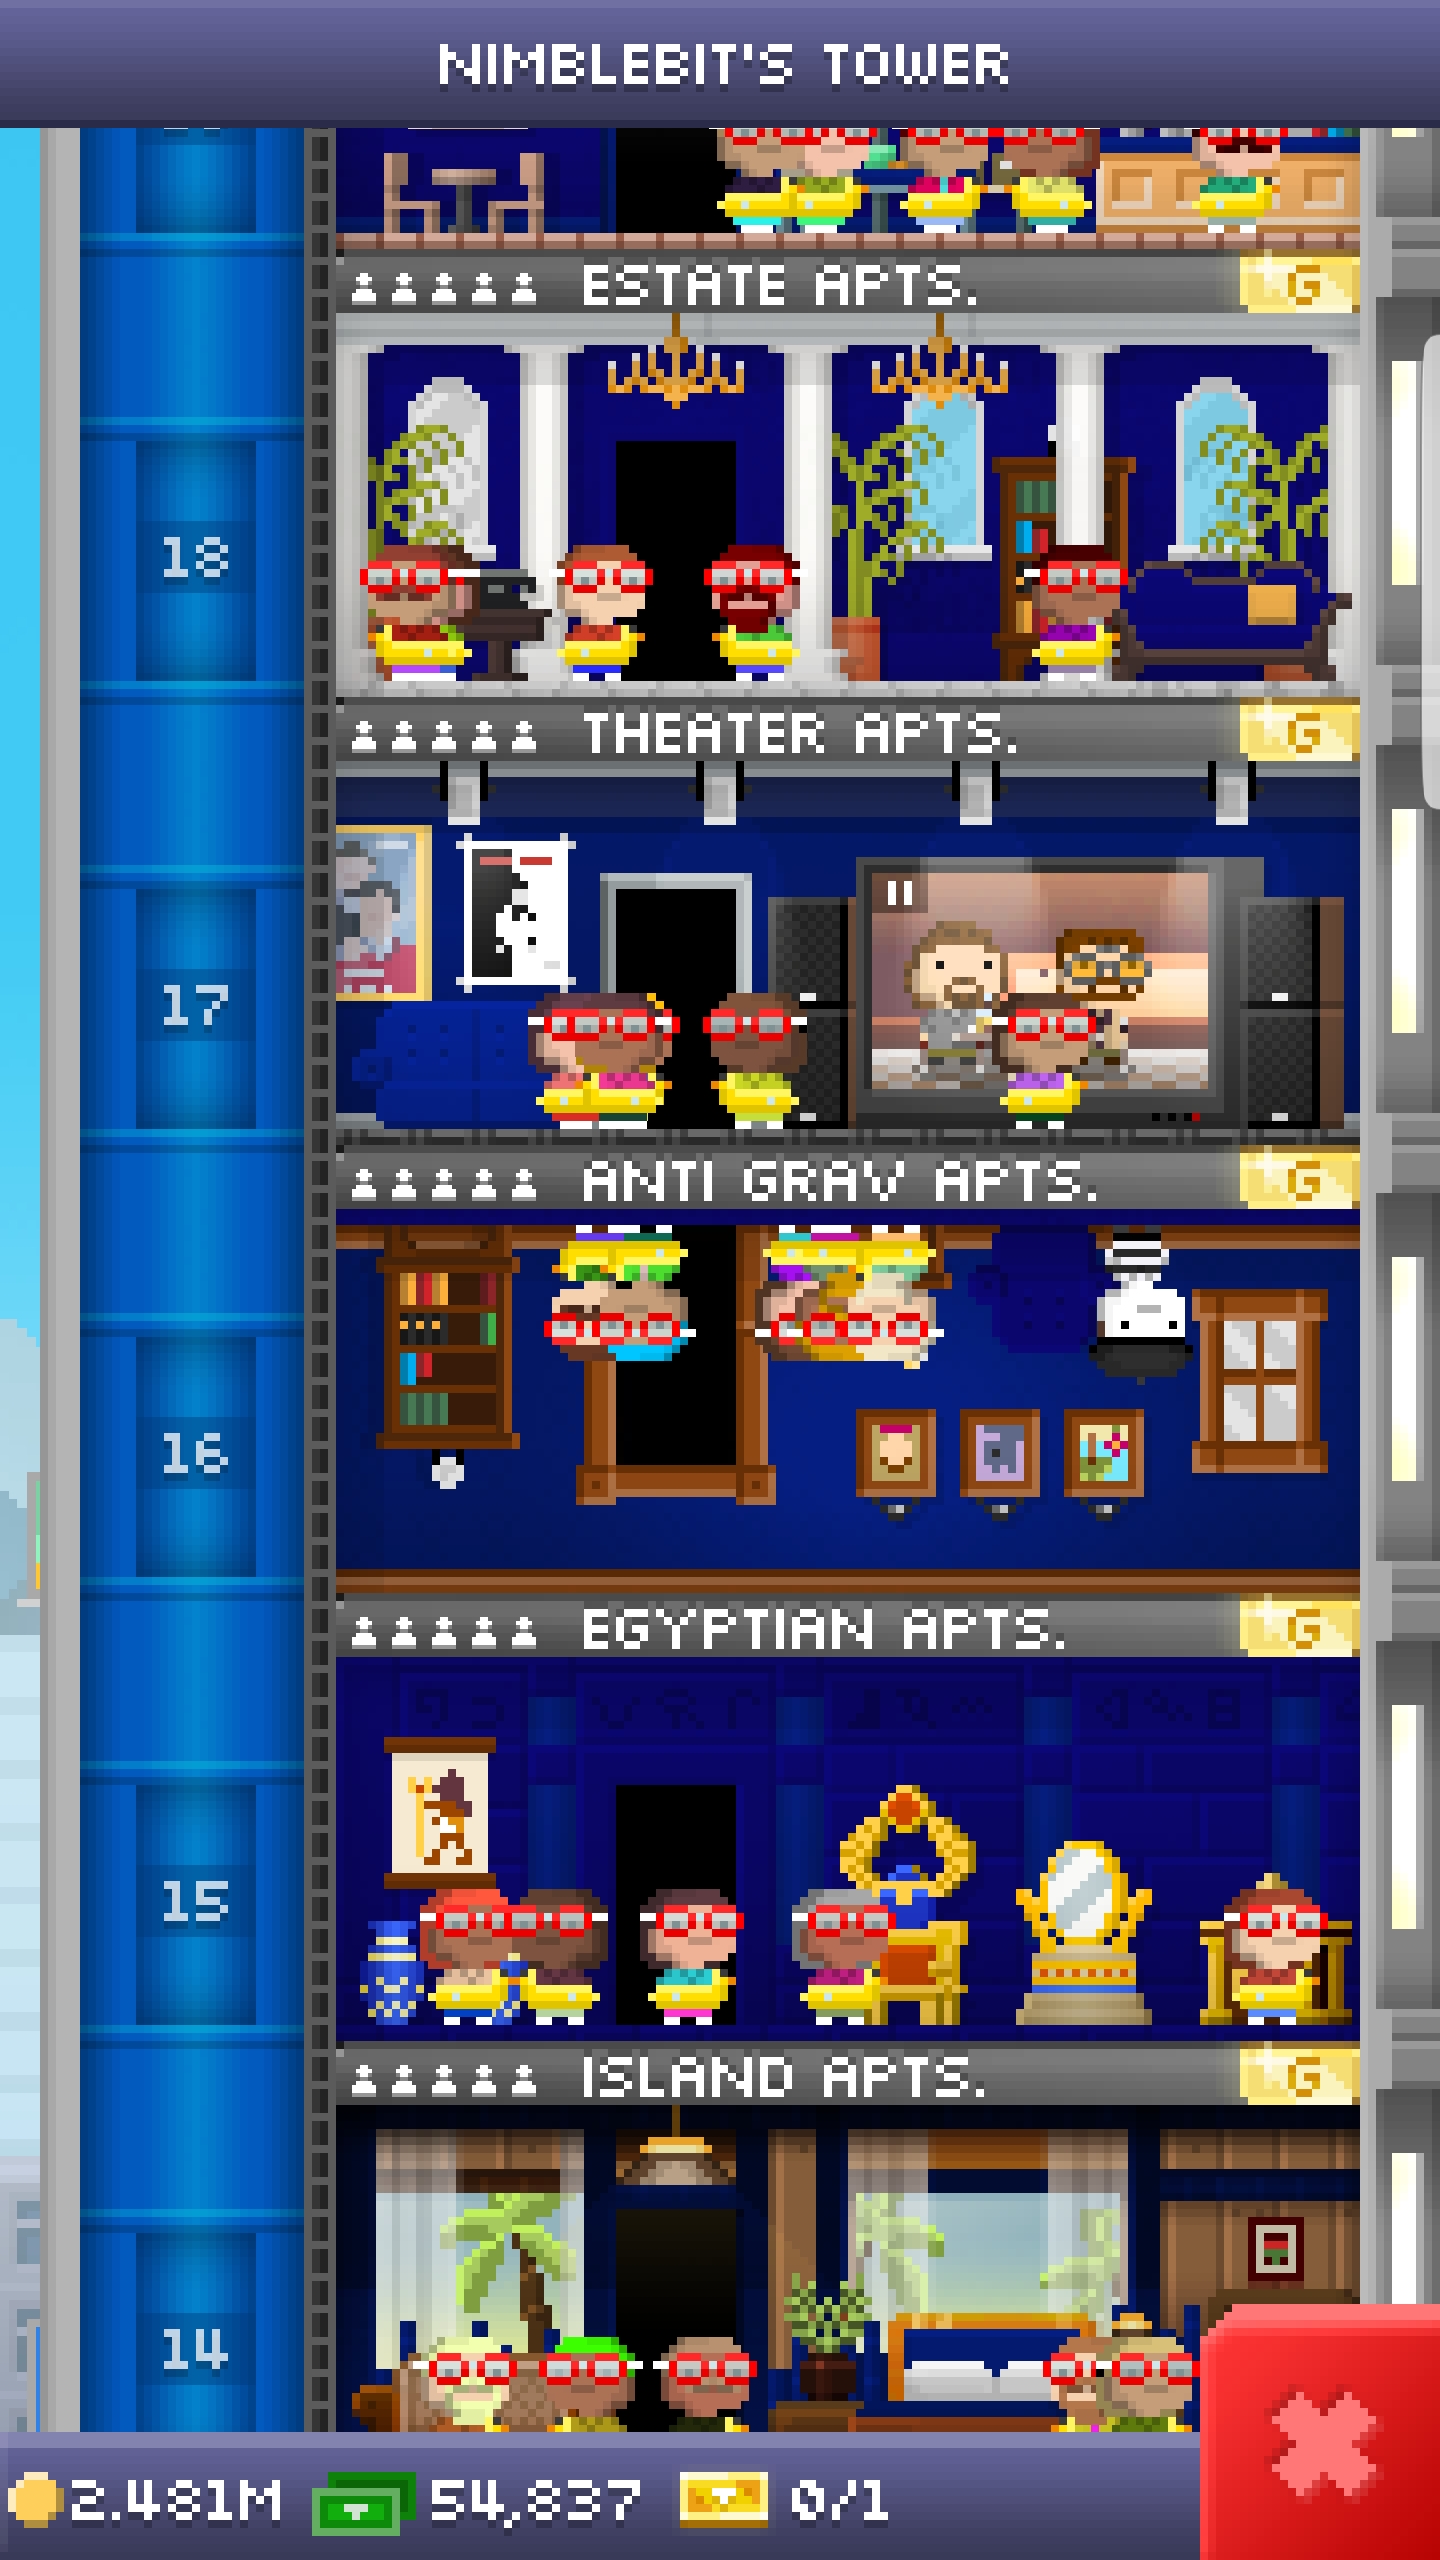 NIMBLEBIT'S TOWER
ESTATE APTS. G
18
THEATER APTS. G
17
ANTI GRAV APTS. G
16
EGYPTIAN APTS. G
15
ISLAND APTS. G
14
2.481M 54,837 0/1